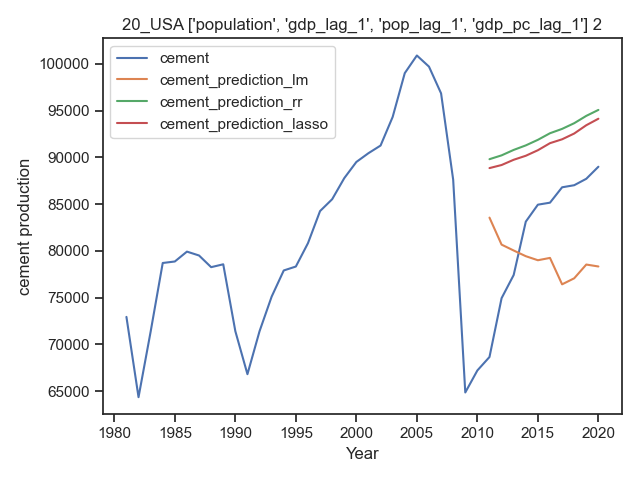 20_USA ['population', 'gdp_lag_1', 'pop_lag_1', 'gdp_pc_lag_1'] 2
cement
cement_prediction_lm
cement_prediction_rr
cement_prediction_lasso
cement production
100000
95000
90000
85000
80000
75000
70000
65000
1980 1985 1990 1995 2000 2005 2010 2015 2020
Year